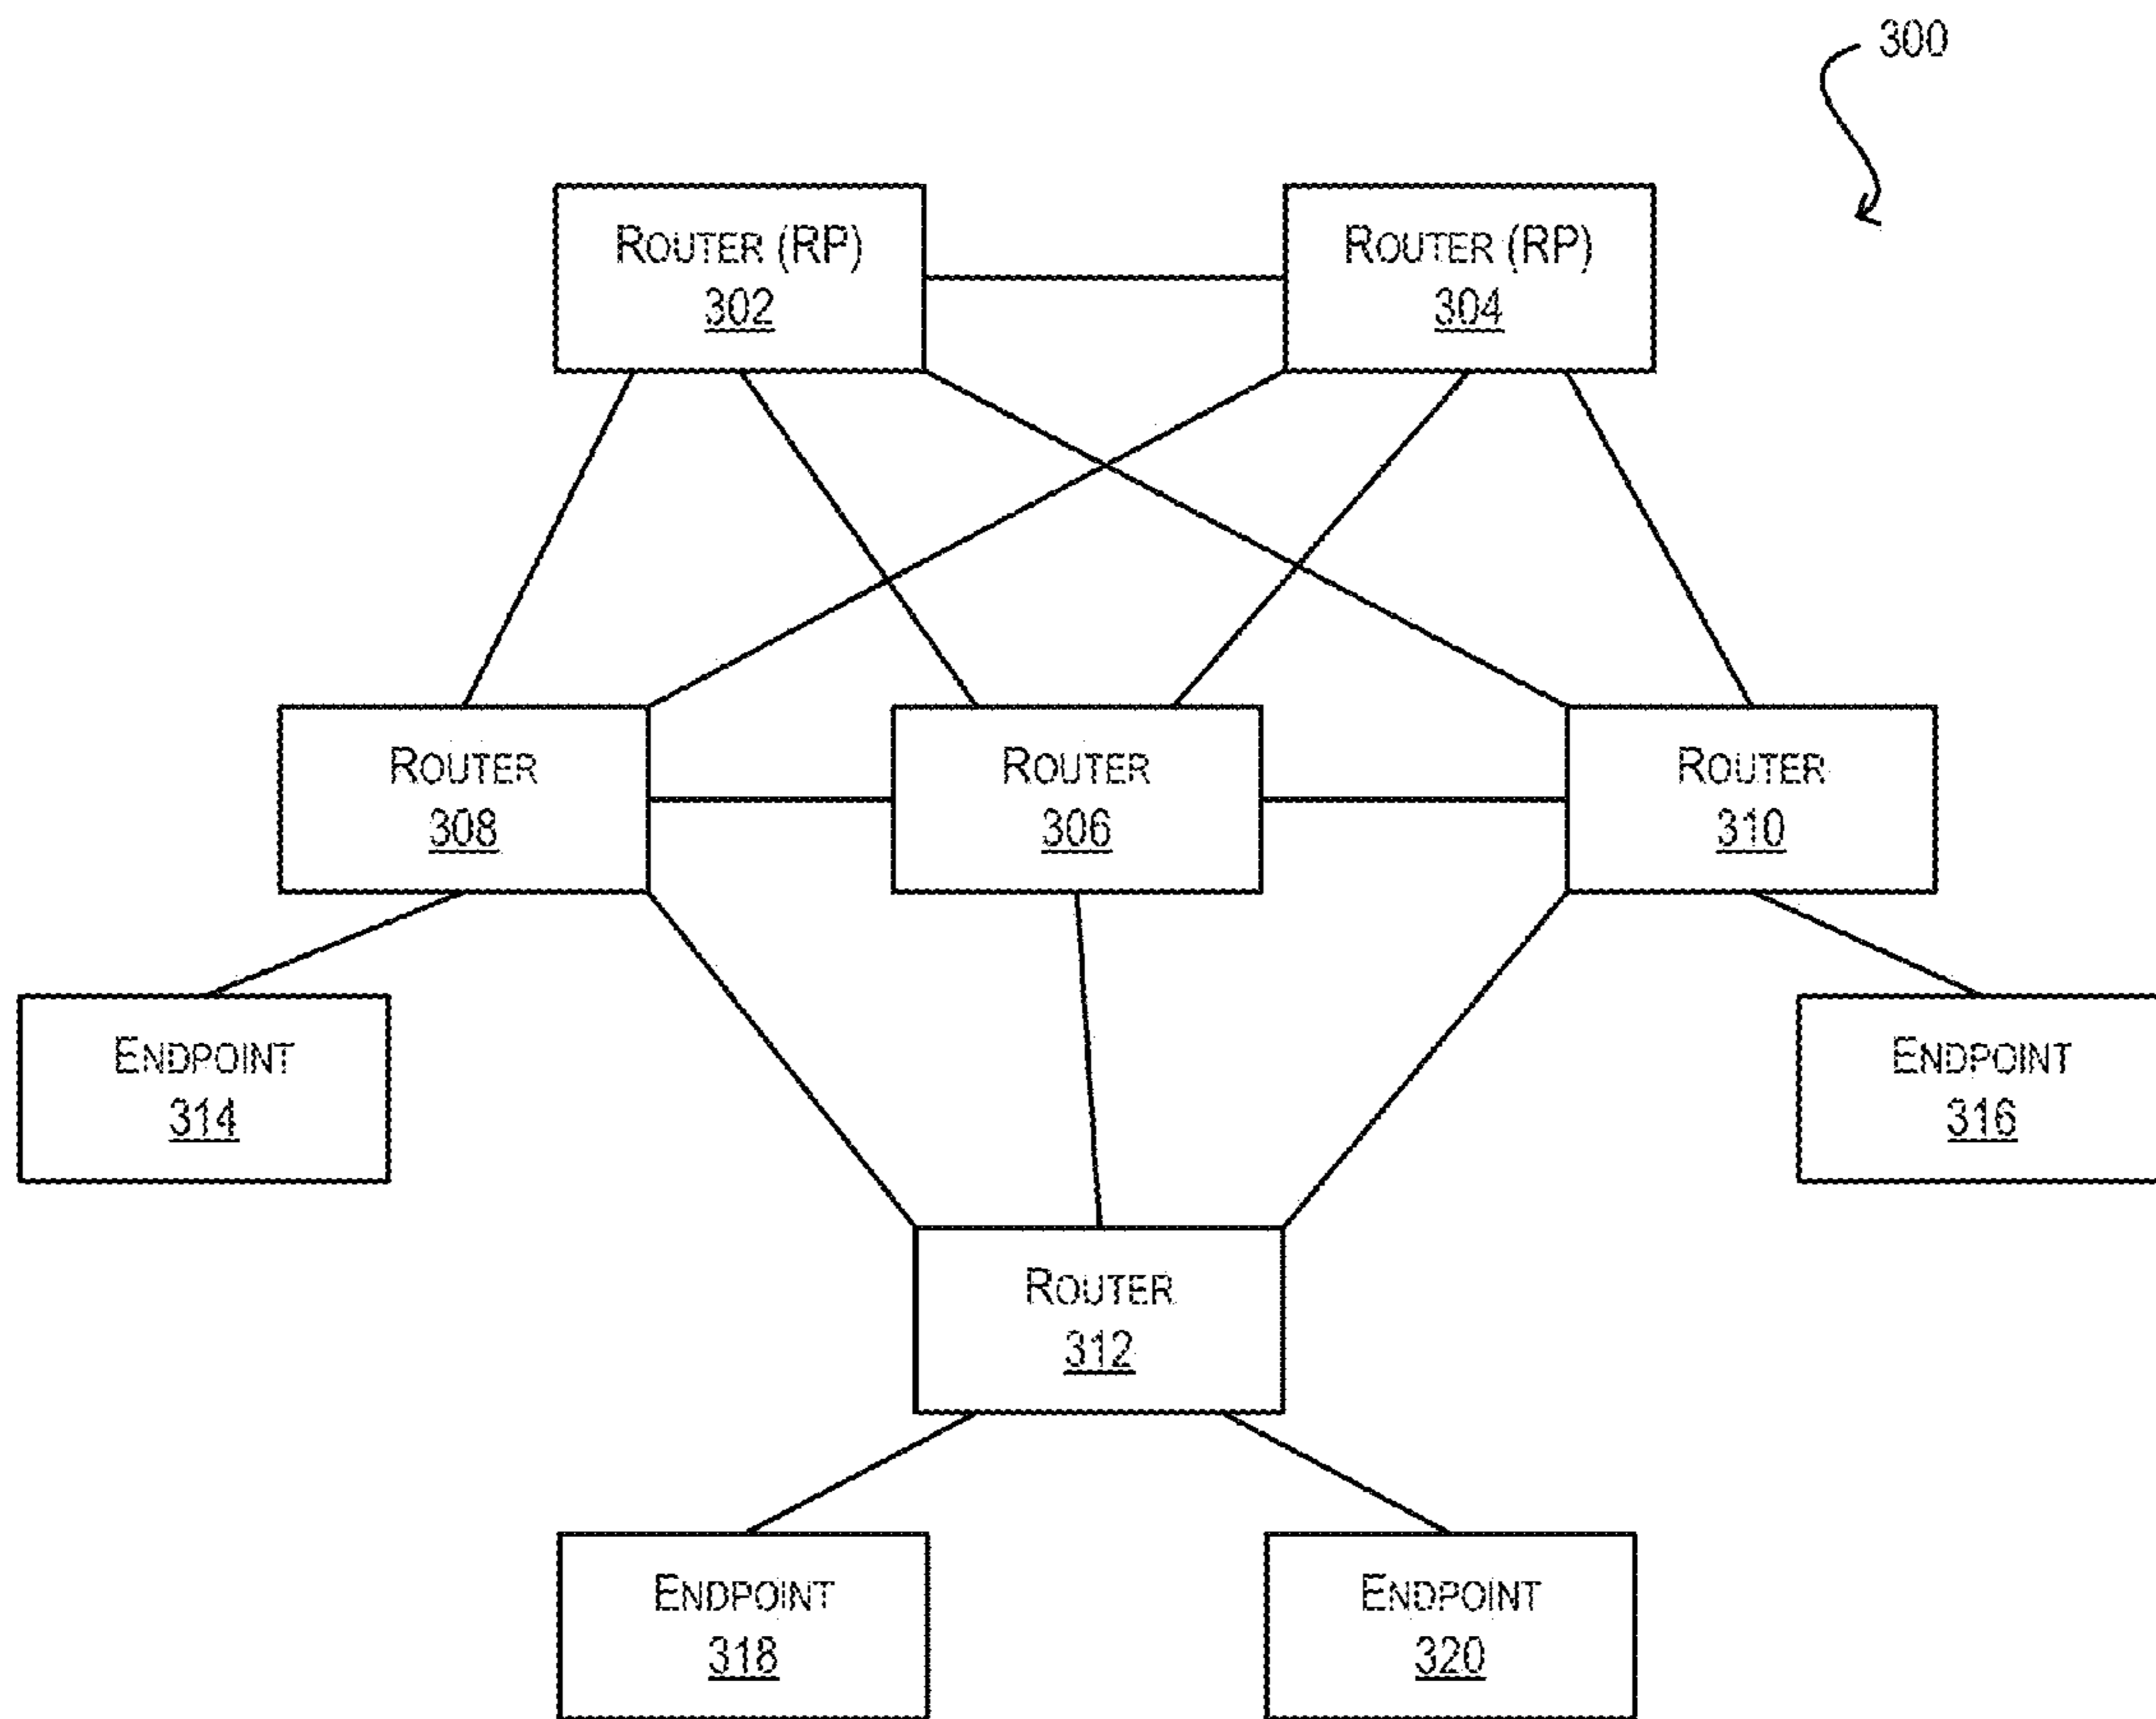 300
ROUTER (RP)
302
ROUTER (RP)
304
ROUTER
308
ROUTER
306
ROUTER
310
ENDPOINT
314
ENDPOINT
316
ROUTER
312
ENDPOINT
318
ENDPOINT
320